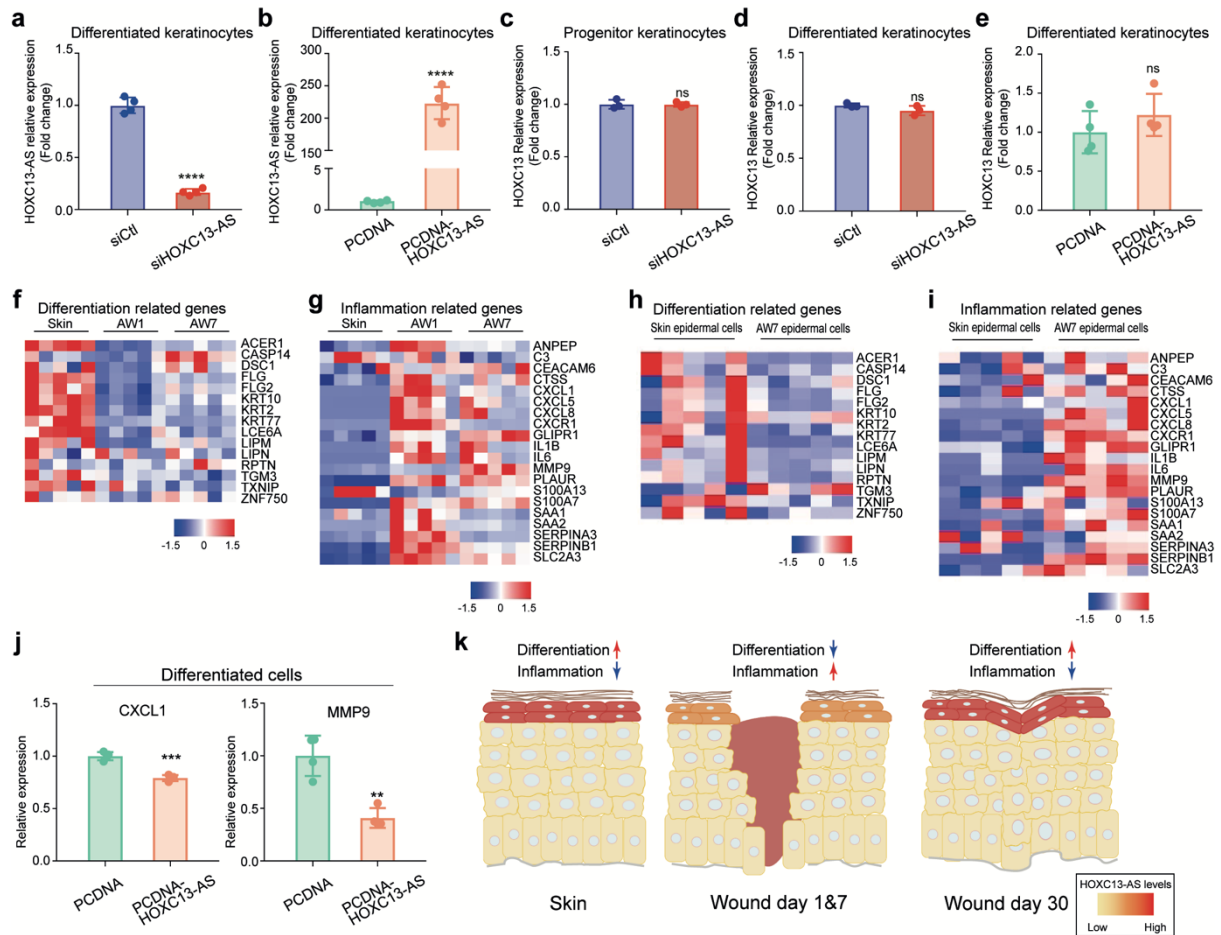 a
Differentiated keratinocytes
HOXC13-AS relative expression
(Fold change)
1.5
1.0
0.5
0.0
****
siCtl
siHOXC13-AS
b
Differentiated keratinocytes
HOXC13-AS relative expression
(Fold change)
300
250
200
150
100
5
0
****
PCDNA
PCDNA-
HOXC13-AS
c
Progenitor keratinocytes
HOXC13 Relative expression
(Fold change)
1.5
1.0
0.5
0.0
ns
siCtl
siHOXC13-AS
d
Differentiated keratinocytes
HOXC13 Relative expression
(Fold change)
1.5
1.0
0.5
0.0
ns
siCtl
siHOXC13-AS
e
Differentiated keratinocytes
HOXC13 Relative expression
(Fold change)
2.0
1.5
1.0
0.5
0.0
ns
PCDNA
PCDNA-
HOXC13-AS
f
Differentiation related genes
Skin AW1 AW7
ACER1
CASP14
DSC1
FLG
FLG2
KRT10
KRT2
KRT77
LCE6A
LIPM
LIPN
RPTN
TGM3
TXNIP
ZNF750
-1.5 0 1.5
g
Inflammation related genes
Skin AW1 AW7
ANPEP
C3
CEACAM6
CTSS
CXCL1
CXCL5
CXCL8
CXCR1
GLIPR1
IL1B
IL6
MMP9
PLAUR
S100A13
S100A7
SAA1
SAA2
SERPINA3
SERPINB1
SLC2A3
-1.5 0 1.5
h
Differentiation related genes
Skin epidermal cells AW7 epidermal cells
ACER1
CASP14
DSC1
FLG
FLG2
KRT10
KRT2
KRT77
LCE6A
LIPM
LIPN
RPTN
TGM3
TXNIP
ZNF750
-1.5 0 1.5
i
Inflammation related genes
Skin epidermal cells AW7 epidermal cells
ANPEP
C3
CEACAM6
CTSS
CXCL1
CXCL5
CXCL8
CXCR1
GLIPR1
IL1B
IL6
MMP9
PLAUR
S100A13
S100A7
SAA1
SAA2
SERPINA3
SERPINB1
SLC2A3
-1.5 0 1.5
j
Differentiated cells
CXCL1
Relative expression
1.5
1.0
0.5
0.0
***
PCDNA
PCDNA-
HOXC13-AS
MMP9
Relative expression
1.5
1.0
0.5
0.0
**
PCDNA
PCDNA-
HOXC13-AS
k
Differentiation
Inflammation
Skin
Differentiation
Inflammation
Wound day 1&7
Differentiation
Inflammation
Wound day 30
HOXC13-AS levels
Low High